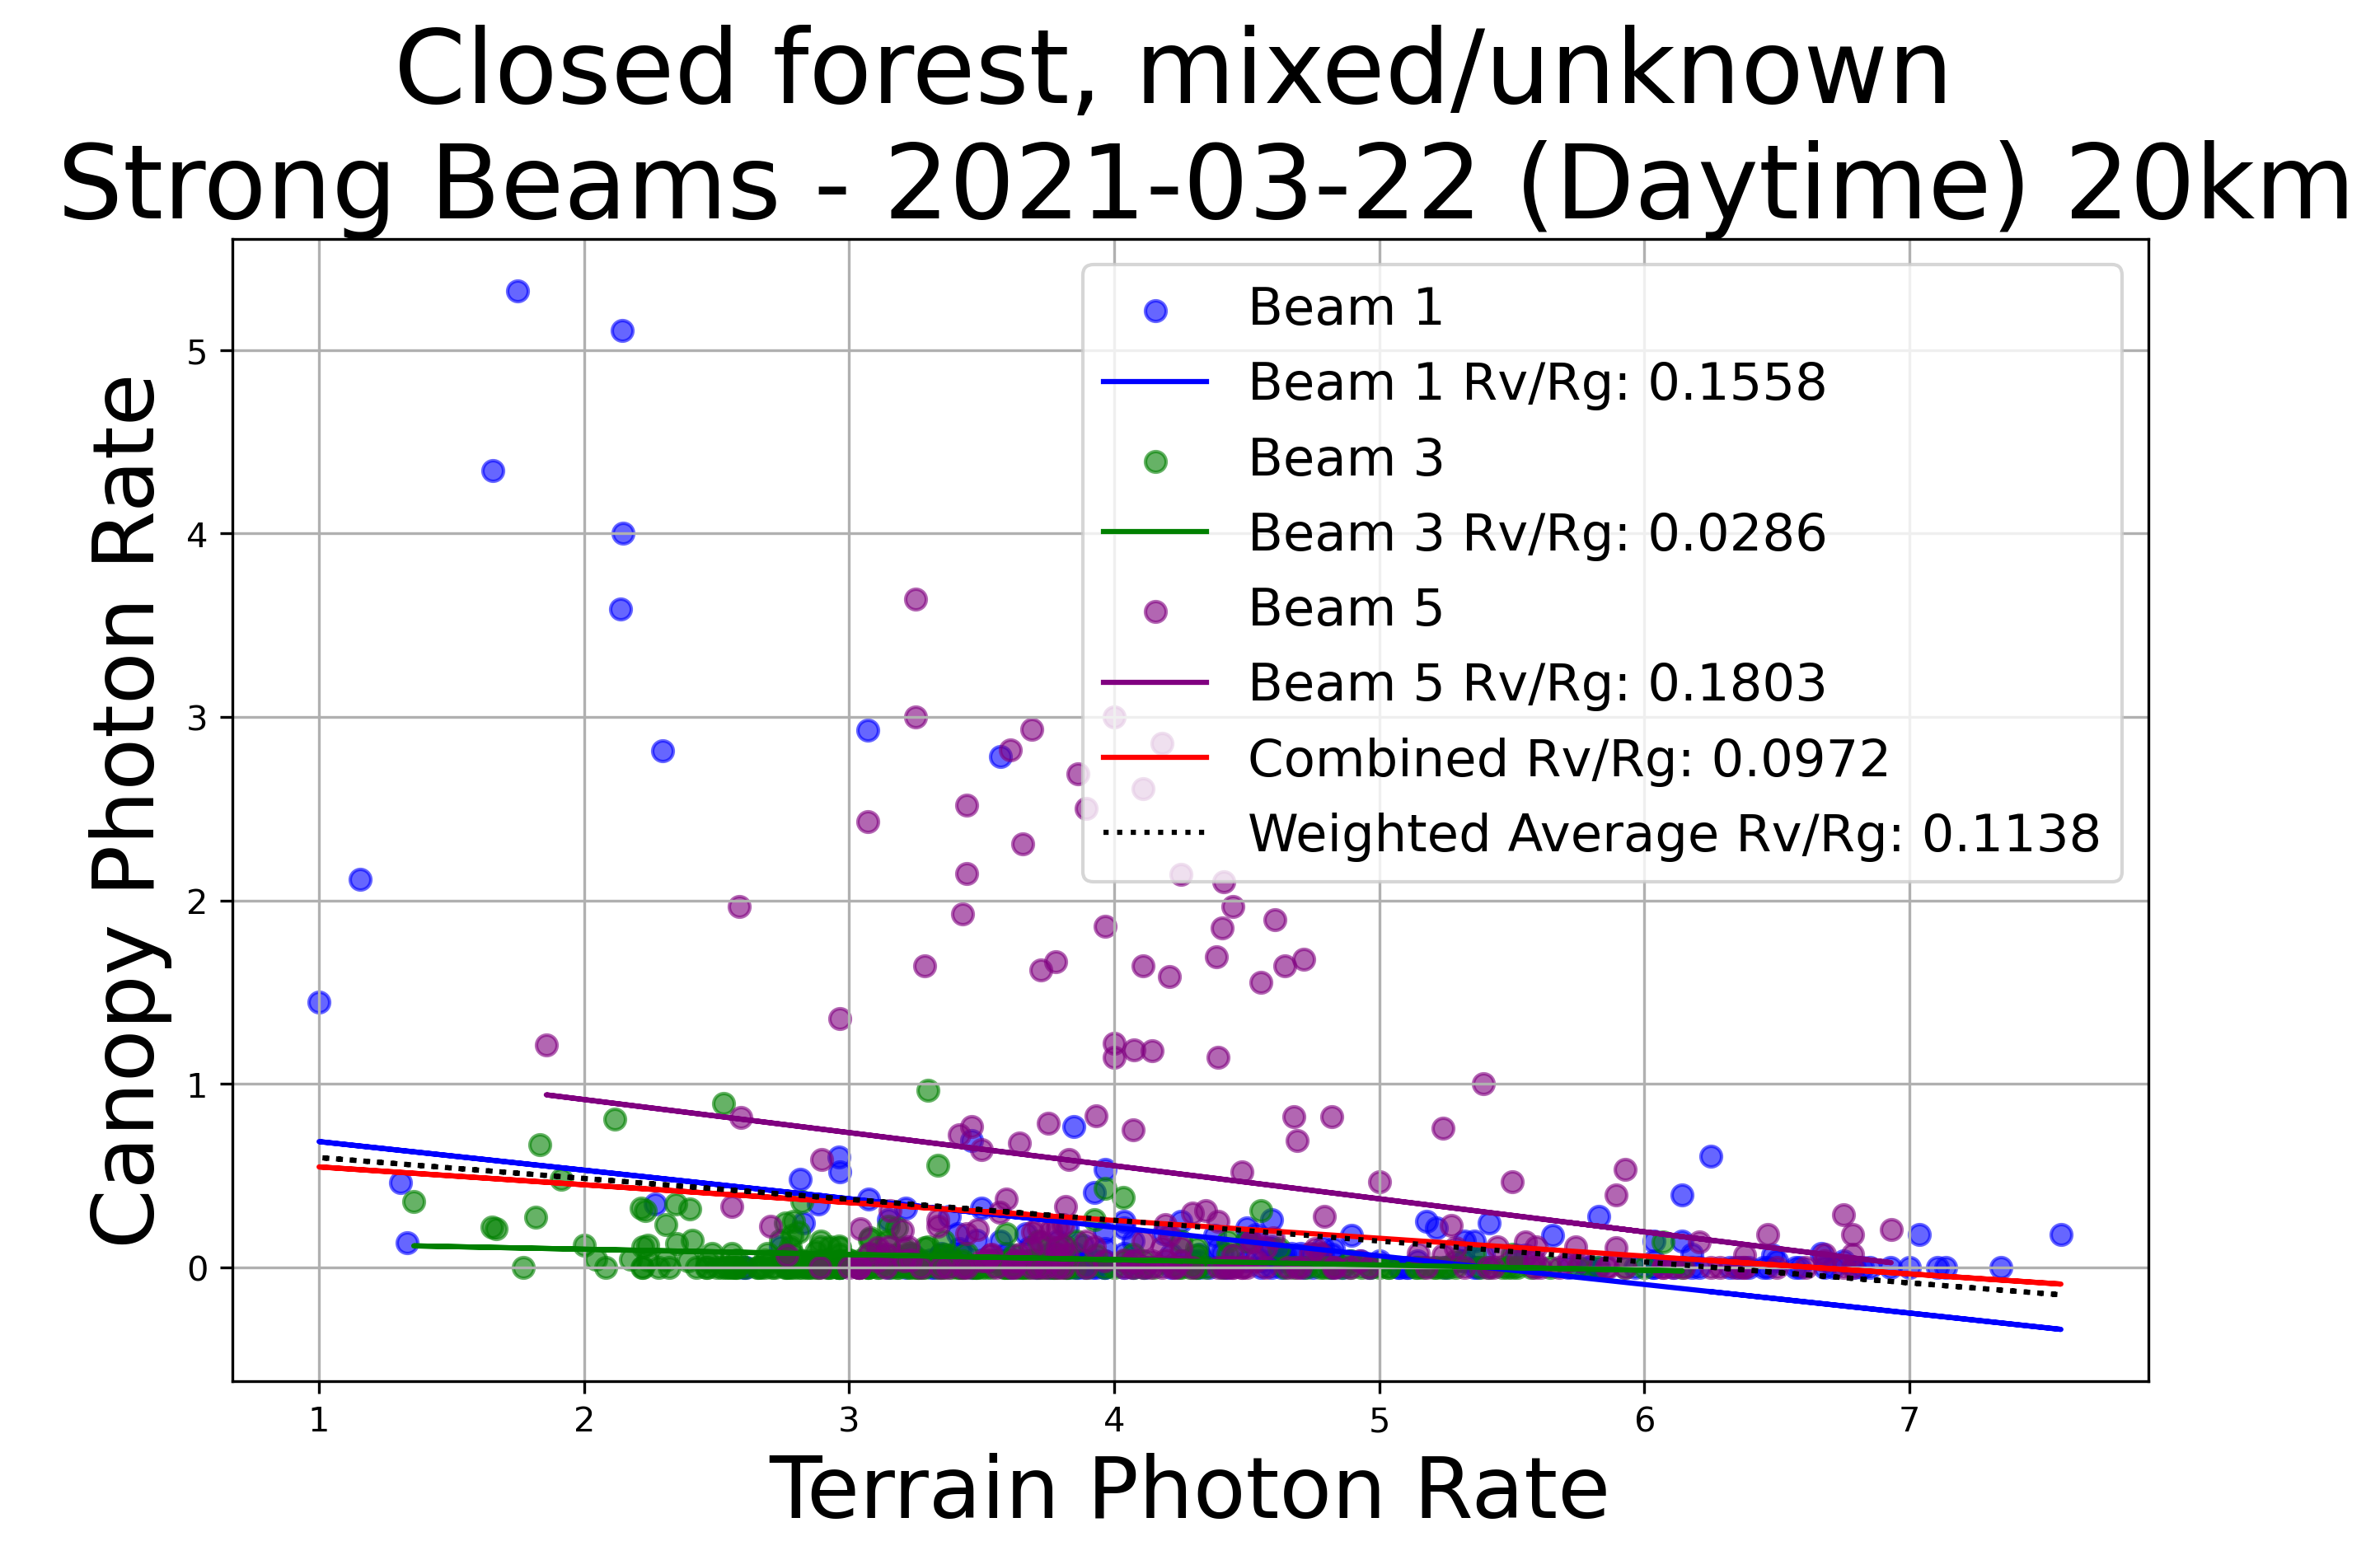 Closed forest, mixed/unknown
Strong Beams - 2021-03-22 (Daytime) 20km
Canopy Photon Rate
5
4
3
2
1
0
Beam 1
Beam 1 Rv/Rg: 0.1558
Beam 3
Beam 3 Rv/Rg: 0.0286
Beam 5
Beam 5 Rv/Rg: 0.1803
Combined Rv/Rg: 0.0972
Weighted Average Rv/Rg: 0.1138
1 2 3 4 5 6 7
Terrain Photon Rate